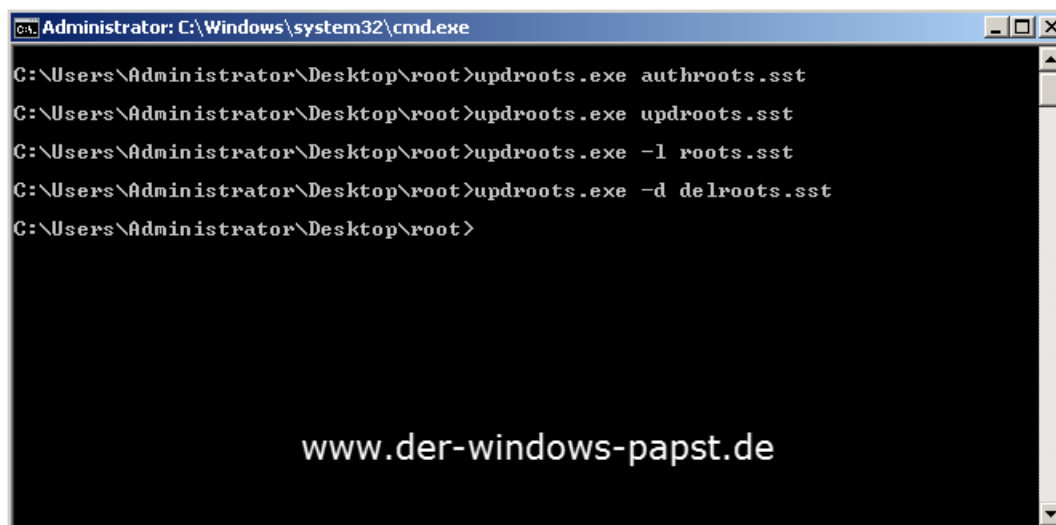 Administrator: C:\Windows\system32\cmd.exe
C:\Users\Administrator\Desktop\root>updroots.exe authroots.sst
C:\Users\Administrator\Desktop\root>updroots.exe updroots.sst
C:\Users\Administrator\Desktop\root>updroots.exe -l roots.sst
C:\Users\Administrator\Desktop\root>updroots.exe -d delroots.sst
C:\Users\Administrator\Desktop\root>
www.der-windows-papst.de